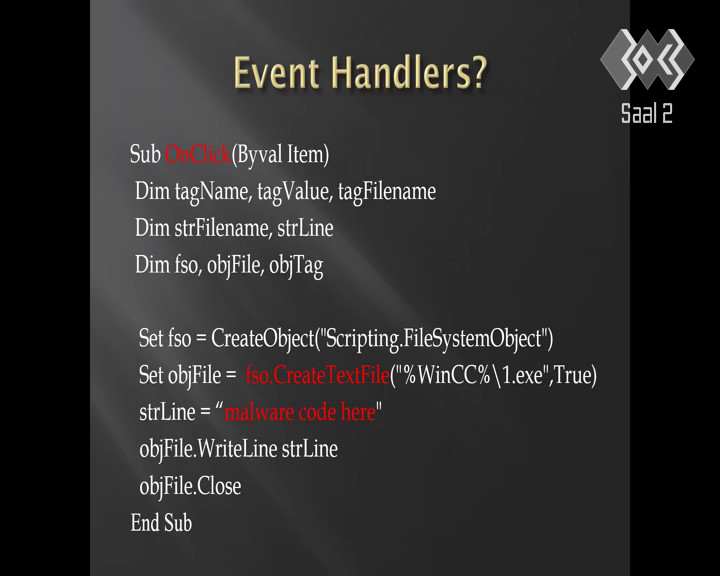 Event Handlers?
Saal 2
Sub OnClick(Byval Item)
Dim tagName, tagValue, tagFilename
Dim strFilename, strLine
Dim fso, objFile, objTag
Set fso = CreateObject("Scripting.FileSystemObject")
Set objFile = fso.CreateTextFile("%WinCC%\1.exe",True)
strLine = “malware code here"
objFile.WriteLine strLine
objFile.Close
End Sub